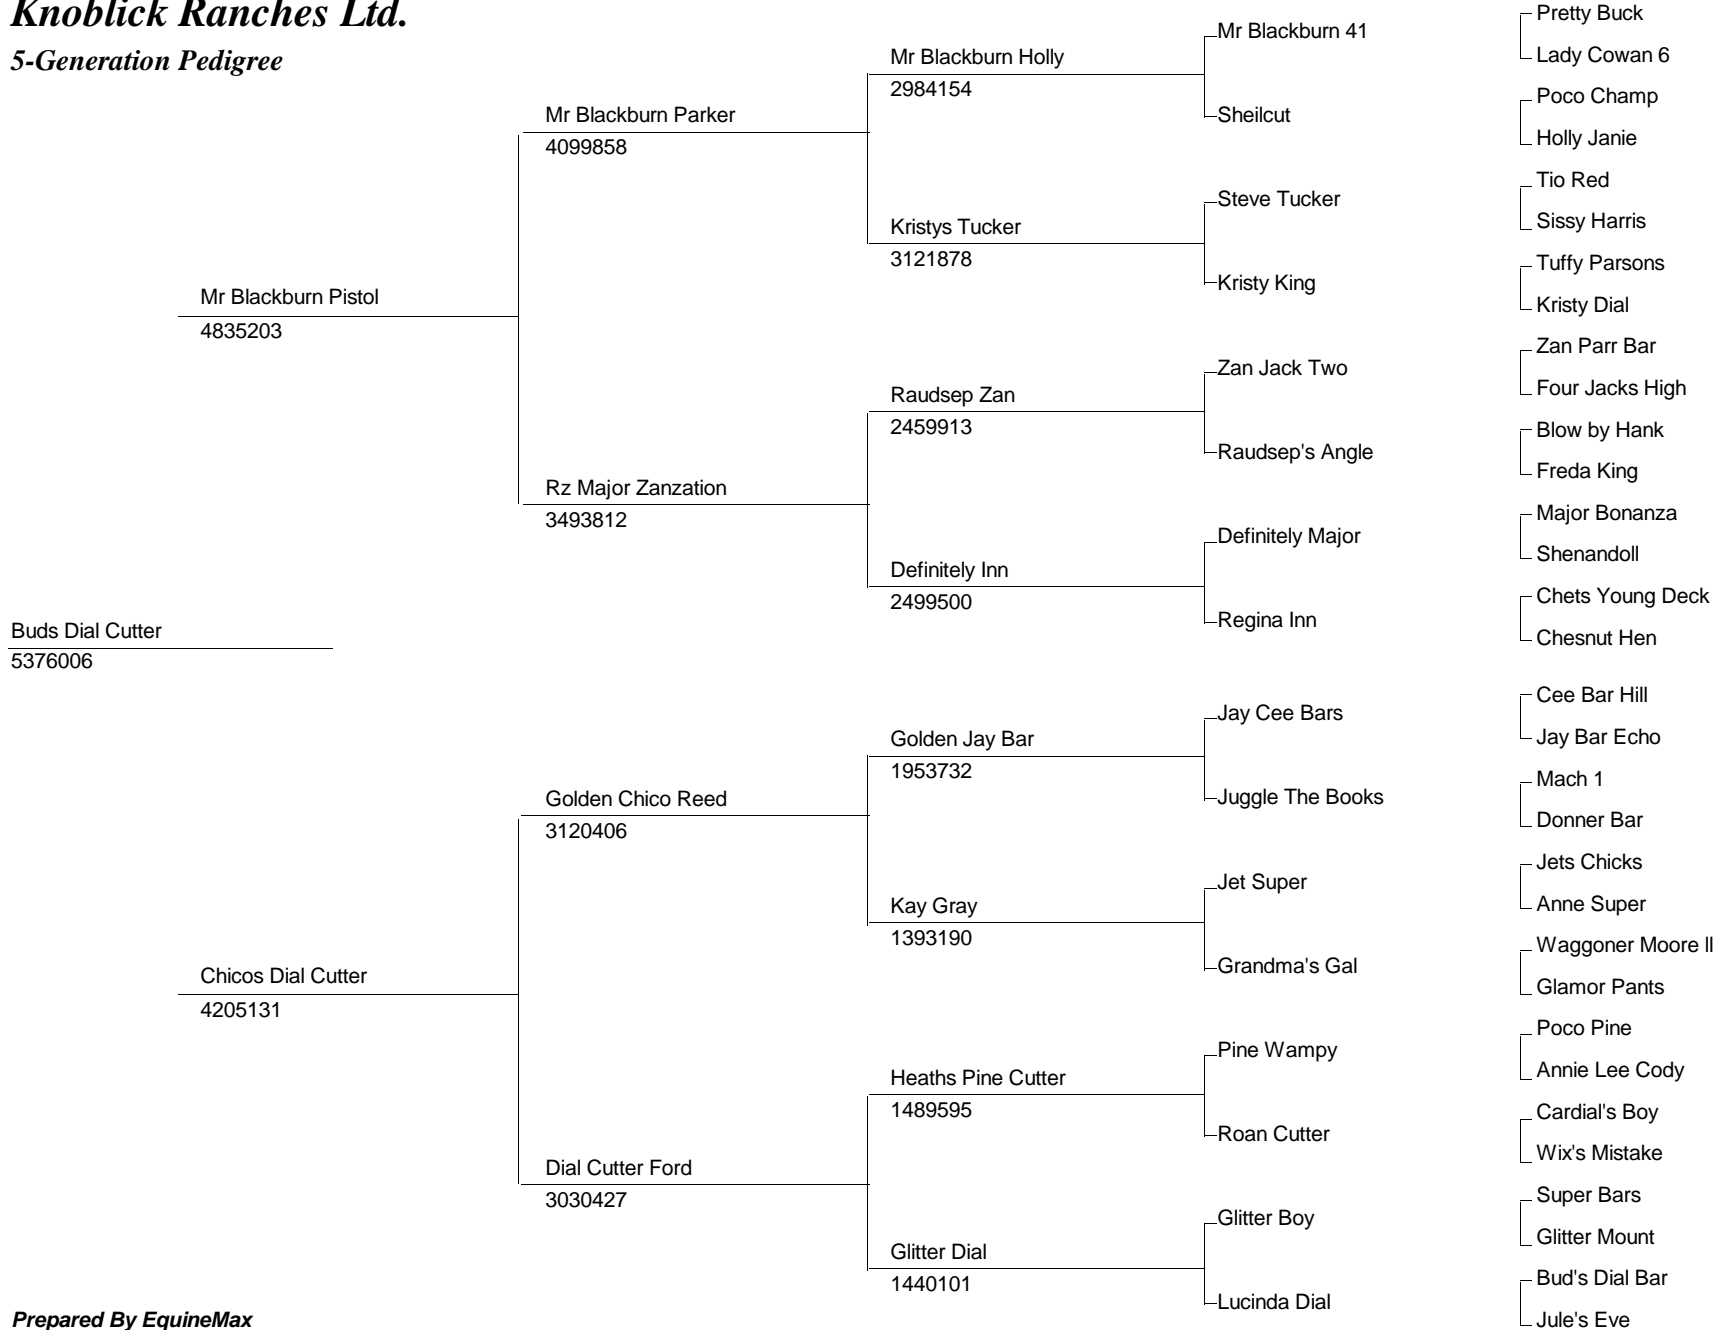 Knoblick Ranches Ltd.
5-Generation Pedigree
Buds Dial Cutter
5376006
Mr Blackburn Pistol
4835203
Chicos Dial Cutter
4205131
Mr Blackburn Parker
4099858
Rz Major Zanzation
3493812
Golden Chico Reed
3120406
Dial Cutter Ford
3030427
Mr Blackburn Holly
2984154
Kristys Tucker
3121878
Raudsep Zan
2459913
Definitely Inn
2499500
Golden Jay Bar
1953732
Kay Gray
1393190
Heaths Pine Cutter
1489595
Glitter Dial
1440101
Mr Blackburn 41
Sheilcut
Steve Tucker
Kristy King
Zan Jack Two
Raudsep's Angle
Definitely Major
Regina Inn
Jay Cee Bars
Juggle The Books
Jet Super
Grandma's Gal
Pine Wampy
Roan Cutter
Glitter Boy
Lucinda Dial
Pretty Buck
Lady Cowan 6
Poco Champ
Holly Janie
Tio Red
Sissy Harris
Tuffy Parsons
Kristy Dial
Zan Parr Bar
Four Jacks High
Blow by Hank
Freda King
Major Bonanza
Shenandoll
Chets Young Deck
Chesnut Hen
Cee Bar Hill
Jay Bar Echo
Mach 1
Donner Bar
Jets Chicks
Anne Super
Waggoner Moore II
Glamor Pants
Poco Pine
Annie Lee Cody
Cardial's Boy
Wix's Mistake
Super Bars
Glitter Mount
Bud's Dial Bar
Jule's Eve
Prepared By EquineMax